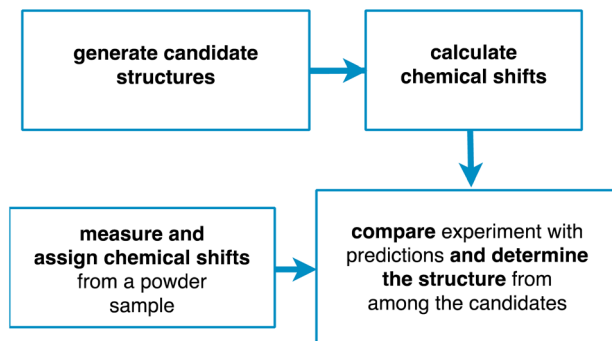 generate candidate
structures
calculate
chemical shifts
measure and
assign chemical shifts
from a powder
sample
compare experiment with
predictions and determine
the structure from
among the candidates